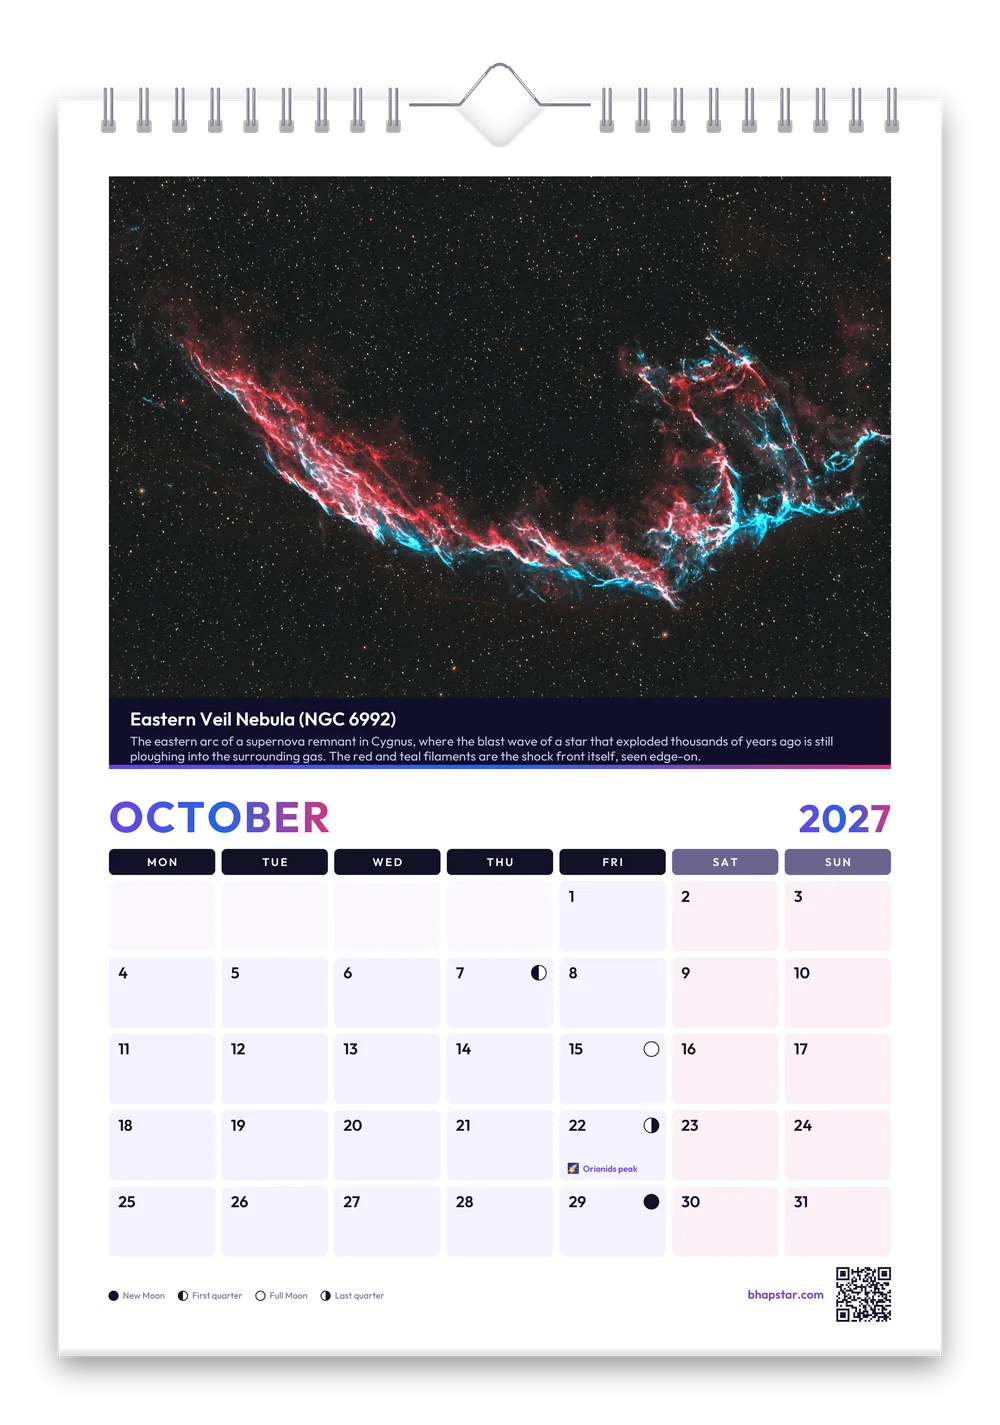 Eastern Veil Nebula (NGC 6992)
The eastern arc of a supernova remnant in Cygnus, where the blast wave of a star that exploded thousands of years ago is still
ploughing into the surrounding gas. The red and teal filaments are the shock front itself, seen edge-on.
OCTOBER 2027
MON TUE WED THU FRI SAT SUN
1 2 3
4 5 6 7 8 9 10
11 12 13 14 15 16 17
18 19 20 21 22 23 24
Orionids peak
25 26 27 28 29 30 31
New Moon First quarter Full Moon Last quarter
bhapstar.com